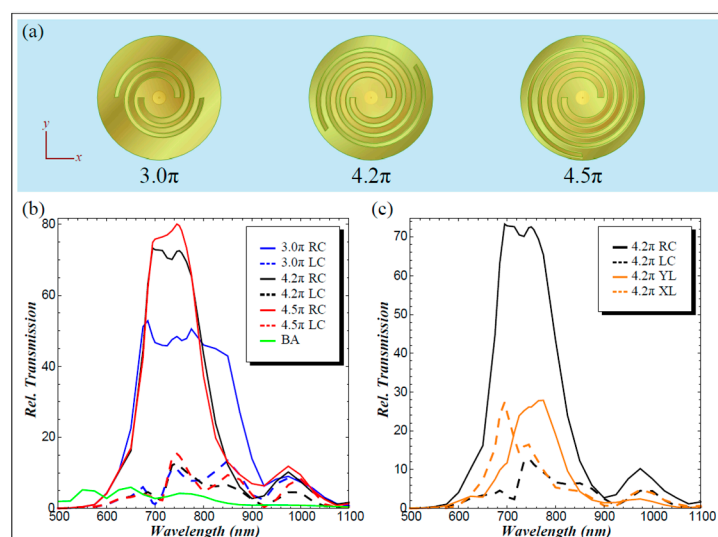 (a)
y
x
3.0π
4.2π
4.5π
(b)
80
60
40
20
0
500 600 700 800 900 1000 1100
Rel. Transmission
Wavelength (nm)
3.0π RC
3.0π LC
4.2π RC
4.2π LC
4.5π RC
4.5π LC
BA
(c)
70
60
50
40
30
20
10
0
500 600 700 800 900 1000 1100
Rel. Transmission
Wavelength (nm)
4.2π RC
4.2π LC
4.2π YL
4.2π XL